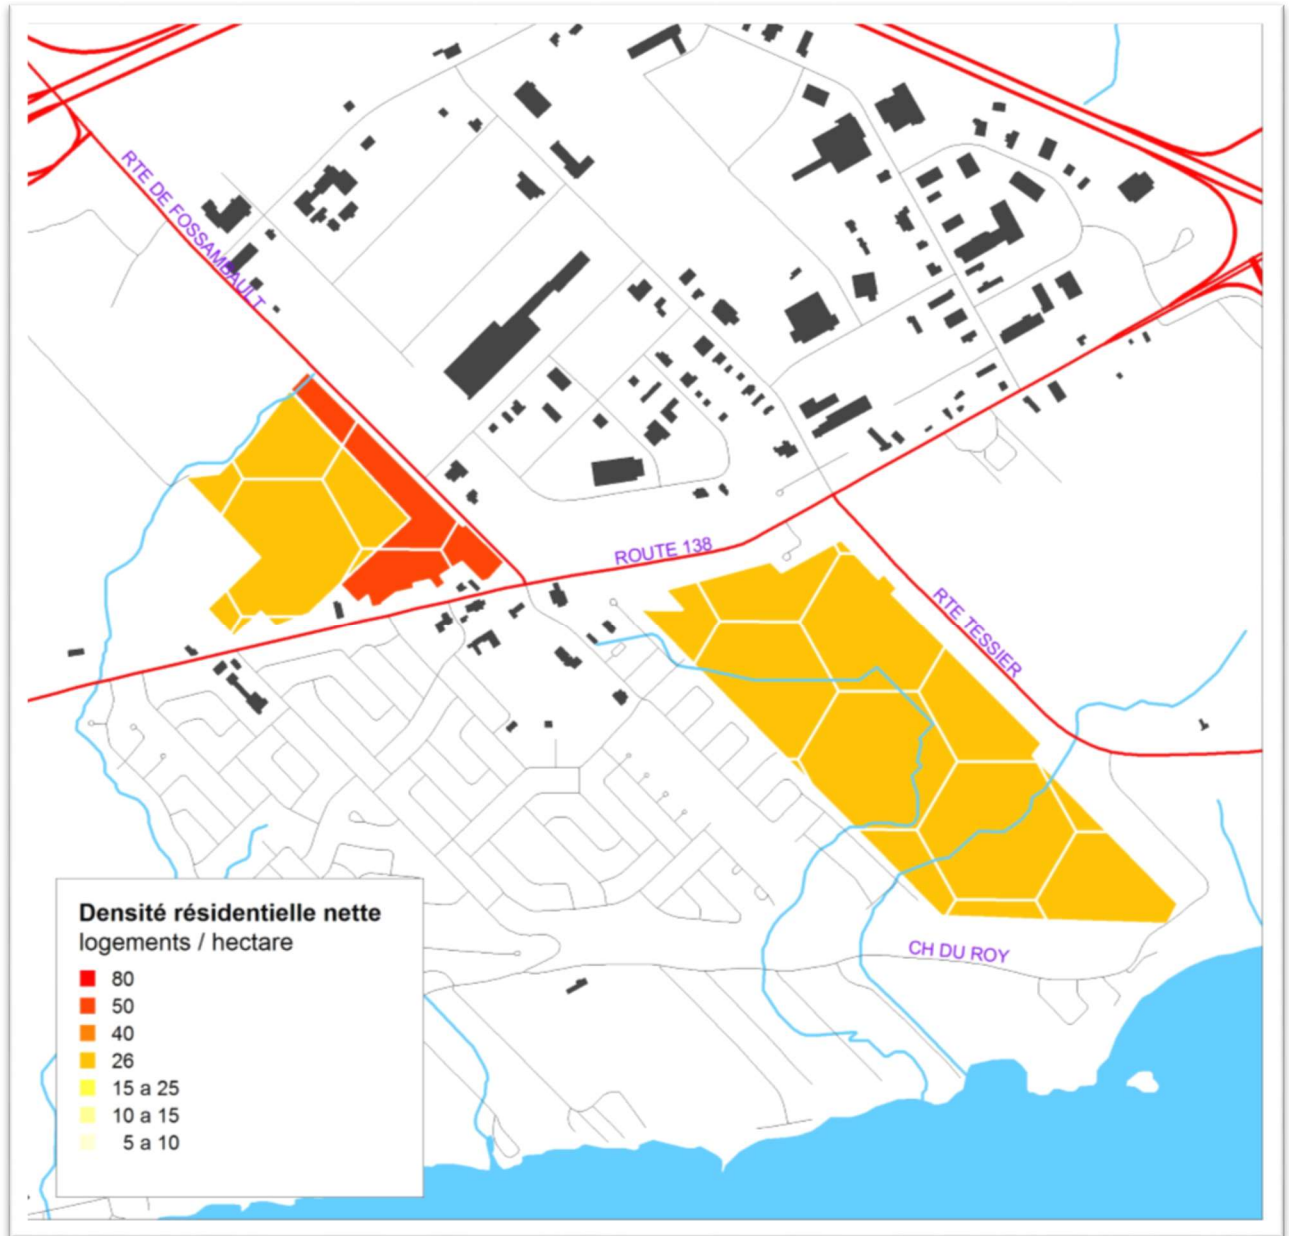 RTE DE FOSSAMBAULT
ROUTE 138
RTE TESSIER
CH DU ROY
Densité résidentielle nette
logements / hectare
80
50
40
26
15 a 25
10 a 15
5 a 10